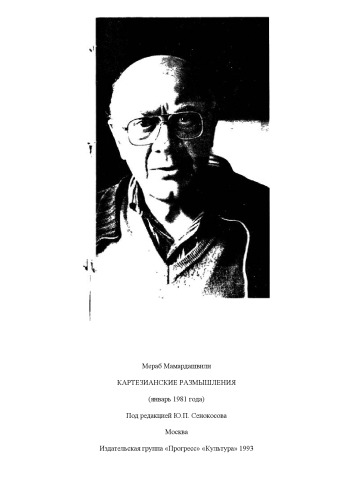 Мераб Мамардашвили
КАРТЕЗИАНСКИЕ РАЗМЫШЛЕНИЯ
(январь 1981 года)
Под редакцией Ю.П. Сенокосова
Москва
Издательская группа «Прогресс» «Культура» 1993